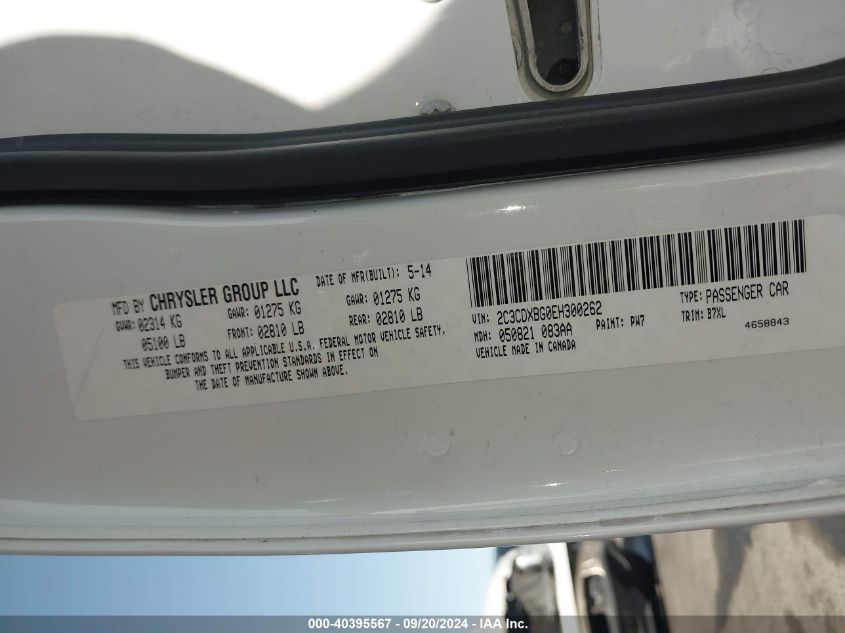 MFD BY CHRYSLER GROUP LLC DATE OF MFR(BUILT): 5-14
GVWR: 02314 KG GAWR: 01275 KG GAWR: 01275 KG
05100 LB FRONT: 02810 LB REAR: 02810 LB
THIS VEHICLE CONFORMS TO ALL APPLICABLE U.S.A. FEDERAL MOTOR VEHICLE SAFETY,
BUMPER AND THEFT PREVENTION STANDARDS IN EFFECT ON
THE DATE OF MANUFACTURE SHOWN ABOVE.
VIN: 2C3CDXBG0EH300262 TYPE: PASSENGER CAR
MDH: 050821 083AA PAINT: PW7 TRIM: B7XL
VEHICLE MADE IN CANADA 4658843
000-40395567 - 09/20/2024 - IAA Inc.